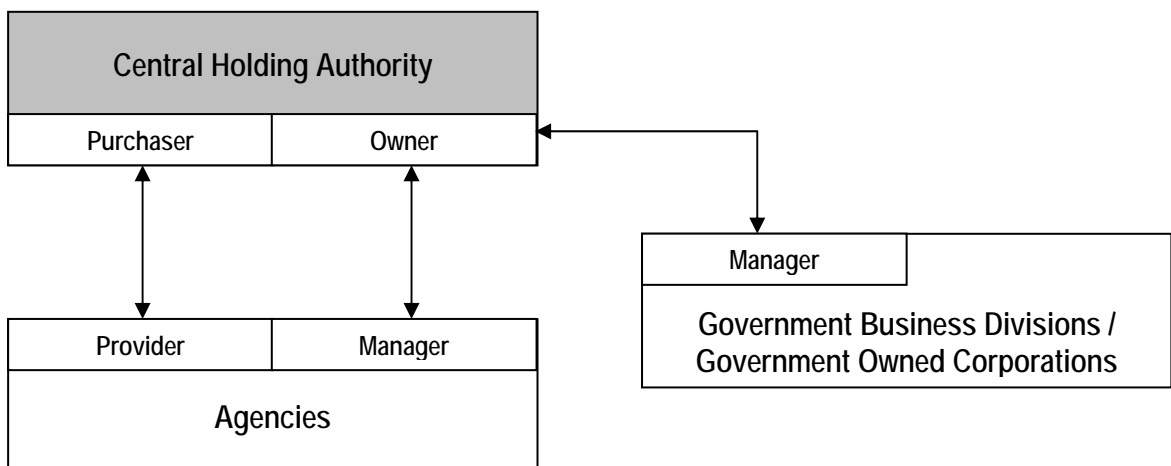 Central Holding Authority
Purchaser
Owner
Manager
Government Business Divisions /
Government Owned Corporations
Provider
Manager
Agencies